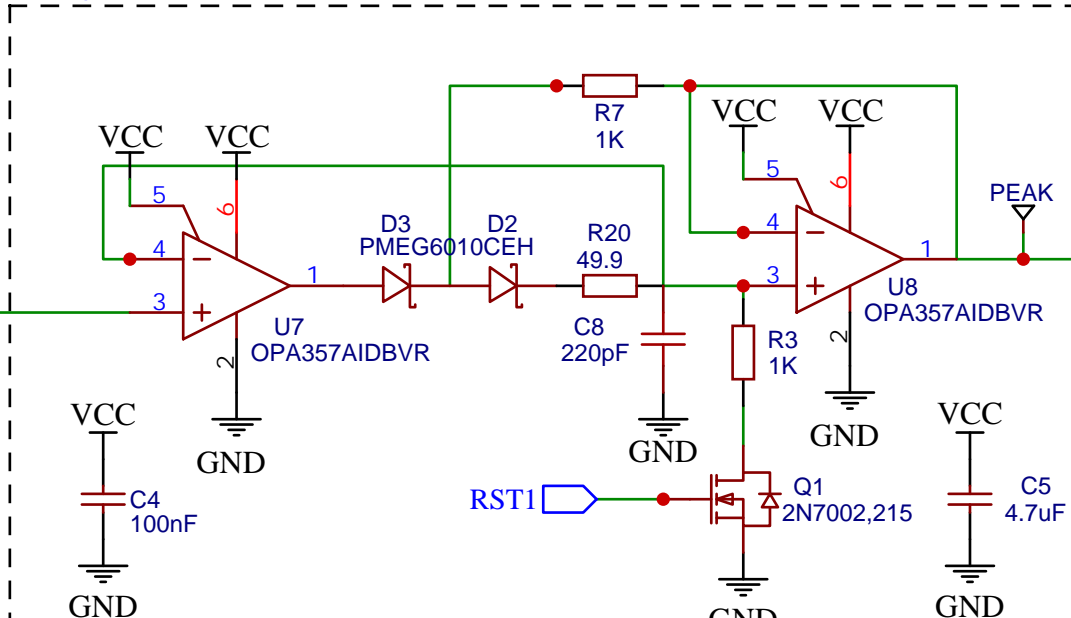 R7
1K
VCC
VCC
VCC
VCC
5
6
5
6
PEAK
4
3
1
D3
D2
PMEG6010CEH
R20
49.9
4
3
1
U7
OPA357AIDBVR
2
U8
OPA357AIDBVR
2
C8
220pF
R3
1K
VCC
GND
GND
GND
VCC
C4
100nF
RST1
Q1
2N7002,215
C5
4.7uF
GND
GND
GND